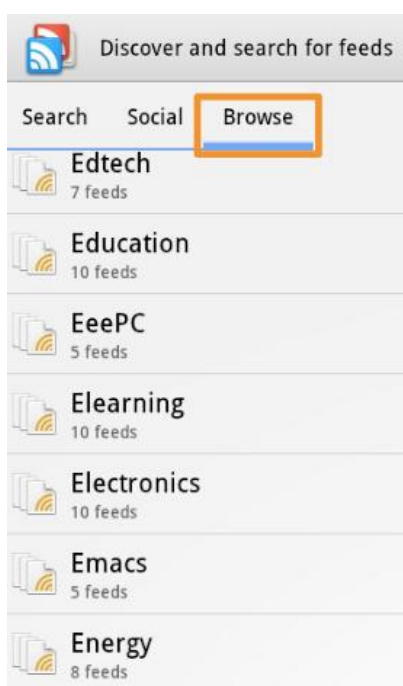 Discover and search for feeds
Search Social Browse
Edtech
7 feeds
Education
10 feeds
EeePC
5 feeds
Elearning
10 feeds
Electronics
10 feeds
Emacs
5 feeds
Energy
8 feeds